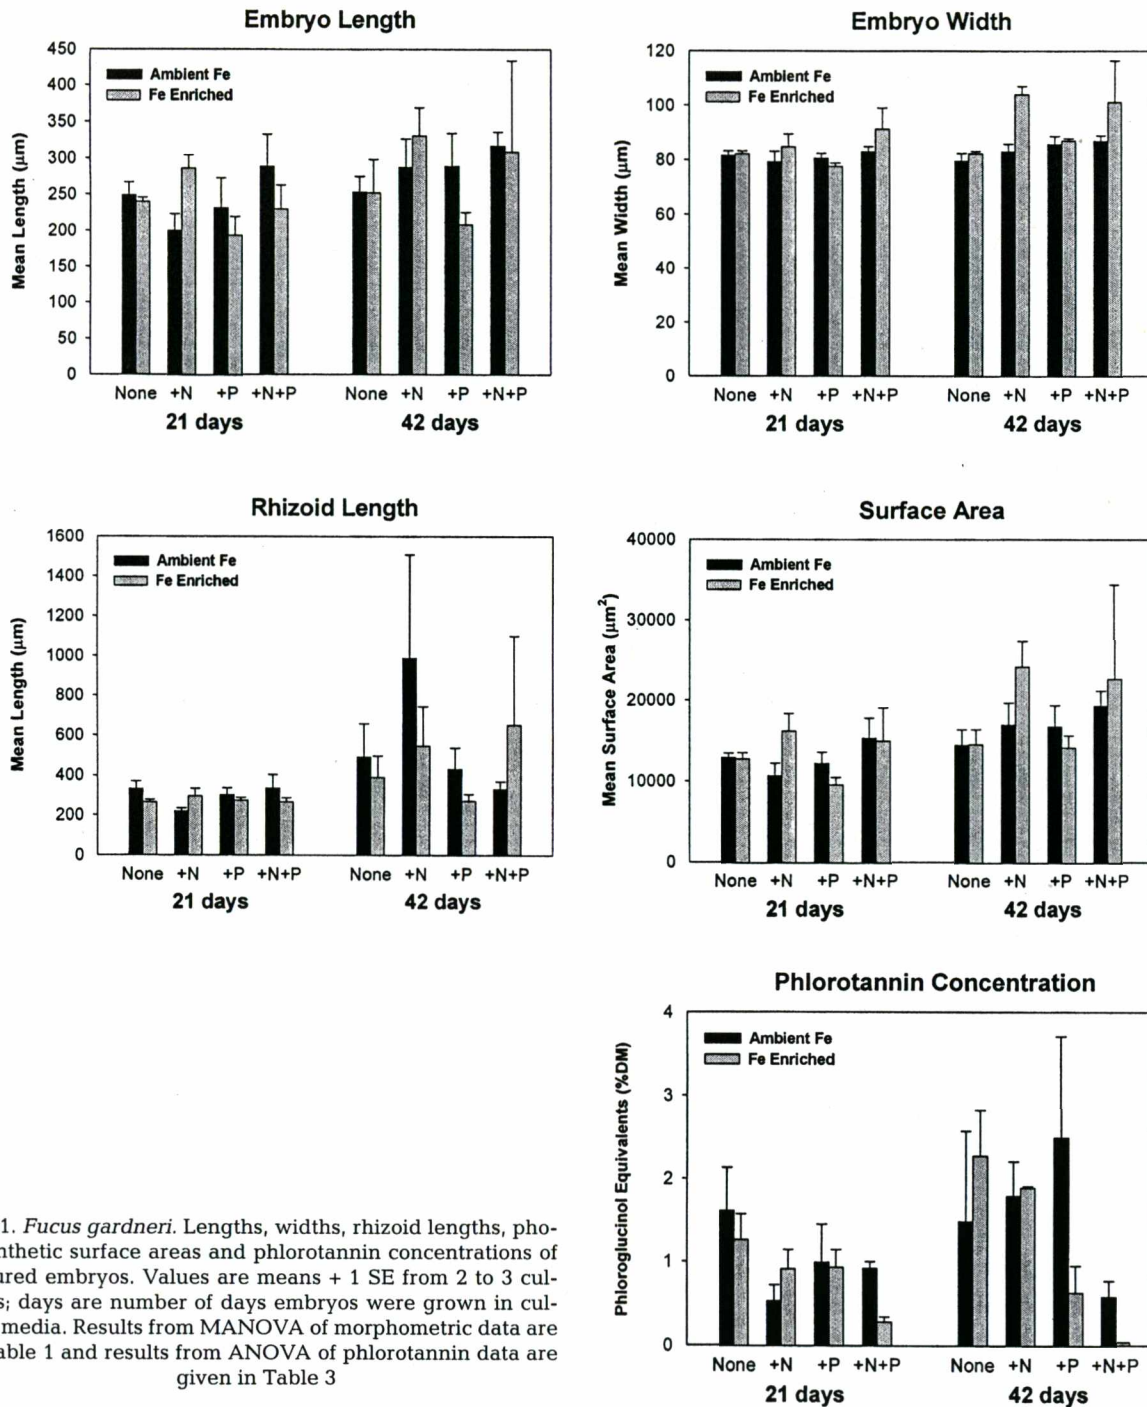 Embryo Length
450
400
350
300
250
200
150
100
50
0
Mean Length (μm)
Ambient Fe
Fe Enriched
None +N +P +N+P None +N +P +N+P
21 days 42 days
Embryo Width
120
100
80
60
40
20
0
Mean Width (μm)
Ambient Fe
Fe Enriched
None +N +P +N+P None +N +P +N+P
21 days 42 days
Rhizoid Length
1600
1400
1200
1000
800
600
400
200
0
Mean Length (μm)
Ambient Fe
Fe Enriched
None +N +P +N+P None +N +P +N+P
21 days 42 days
Surface Area
40000
30000
20000
10000
0
Mean Surface Area (μm²)
Ambient Fe
Fe Enriched
None +N +P +N+P None +N +P +N+P
21 days 42 days
Phlorotannin Concentration
4
3
2
1
0
Phloroglucinol Equivalents (%DM)
Ambient Fe
Fe Enriched
None +N +P +N+P None +N +P +N+P
21 days 42 days
1. Fucus gardneri. Lengths, widths, rhizoid lengths, pho-
nthetic surface areas and phlorotannin concentrations of
ured embryos. Values are means + 1 SE from 2 to 3 cul-
s; days are number of days embryos were grown in cul-
media. Results from MANOVA of morphometric data are
able 1 and results from ANOVA of phlorotannin data are
given in Table 3